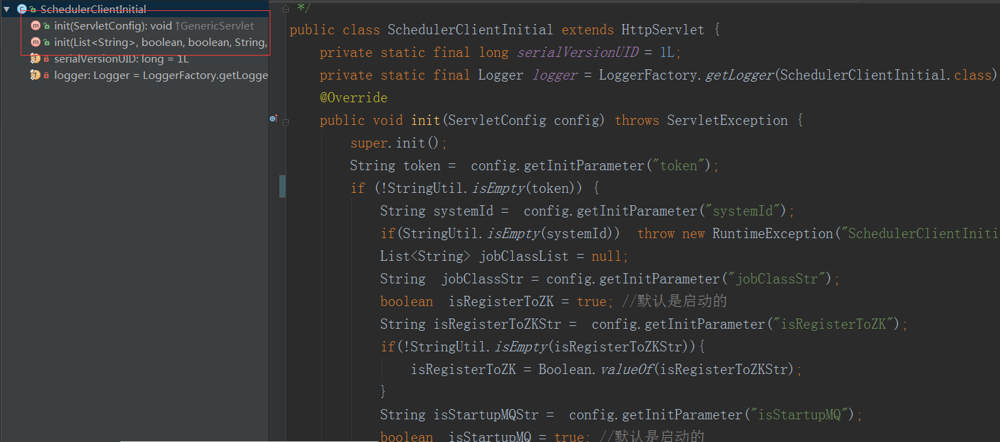 SchedulerClientInitial
init(ServletConfig): void ↑GenericServlet
init(List<String>, boolean, boolean, String,
serialVersionUID: long = 1L
logger: Logger = LoggerFactory.getLogge
*/
public class SchedulerClientInitial extends HttpServlet {
private static final long serialVersionUID = 1L;
private static final Logger logger = LoggerFactory.getLogger(SchedulerClientInitial.class)
@Override
public void init(ServletConfig config) throws ServletException {
super.init();
String token =  config.getInitParameter("token");
if (!StringUtil.isEmpty(token)) {
String systemId =  config.getInitParameter("systemId");
if(StringUtil.isEmpty(systemId))  throw new RuntimeException("SchedulerClientIniti
List<String> jobClassList = null;
String  jobClassStr = config.getInitParameter("jobClassStr");
boolean  isRegisterToZK = true; //默认是启动的
String isRegisterToZKStr =  config.getInitParameter("isRegisterToZK");
if(!StringUtil.isEmpty(isRegisterToZKStr)){
isRegisterToZK = Boolean.valueOf(isRegisterToZKStr);
}
String isStartupMQStr =  config.getInitParameter("isStartupMQ");
boolean  isStartupMQ = true; //默认是启动的